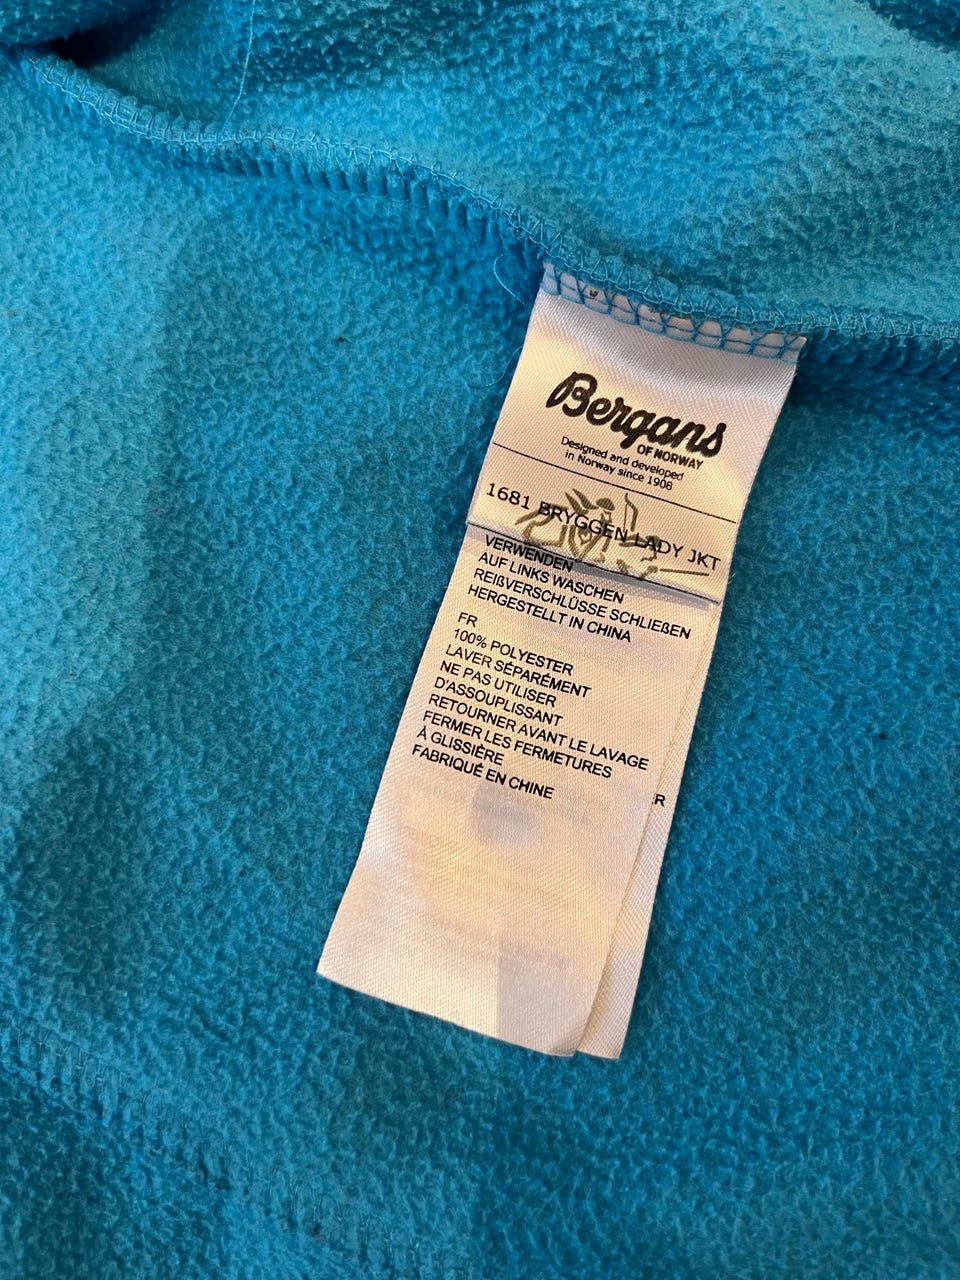 Bergans
OF NORWAY
Designed and developed
in Norway since 1908
1681 BRYGGEN LADY JKT
VERWENDEN
AUF LINKS WASCHEN
REIẞVERSCHLÜSSE SCHLIEẞEN
HERGESTELLT IN CHINA
FR
100% POLYESTER
LAVER SÉPARÉMENT
NE PAS UTILISER
D'ASSOUPLISSANT
RETOURNER AVANT LE LAVAGE
FERMER LES FERMETURES
À GLISSIÈRE
FABRIQUÉ EN CHINE